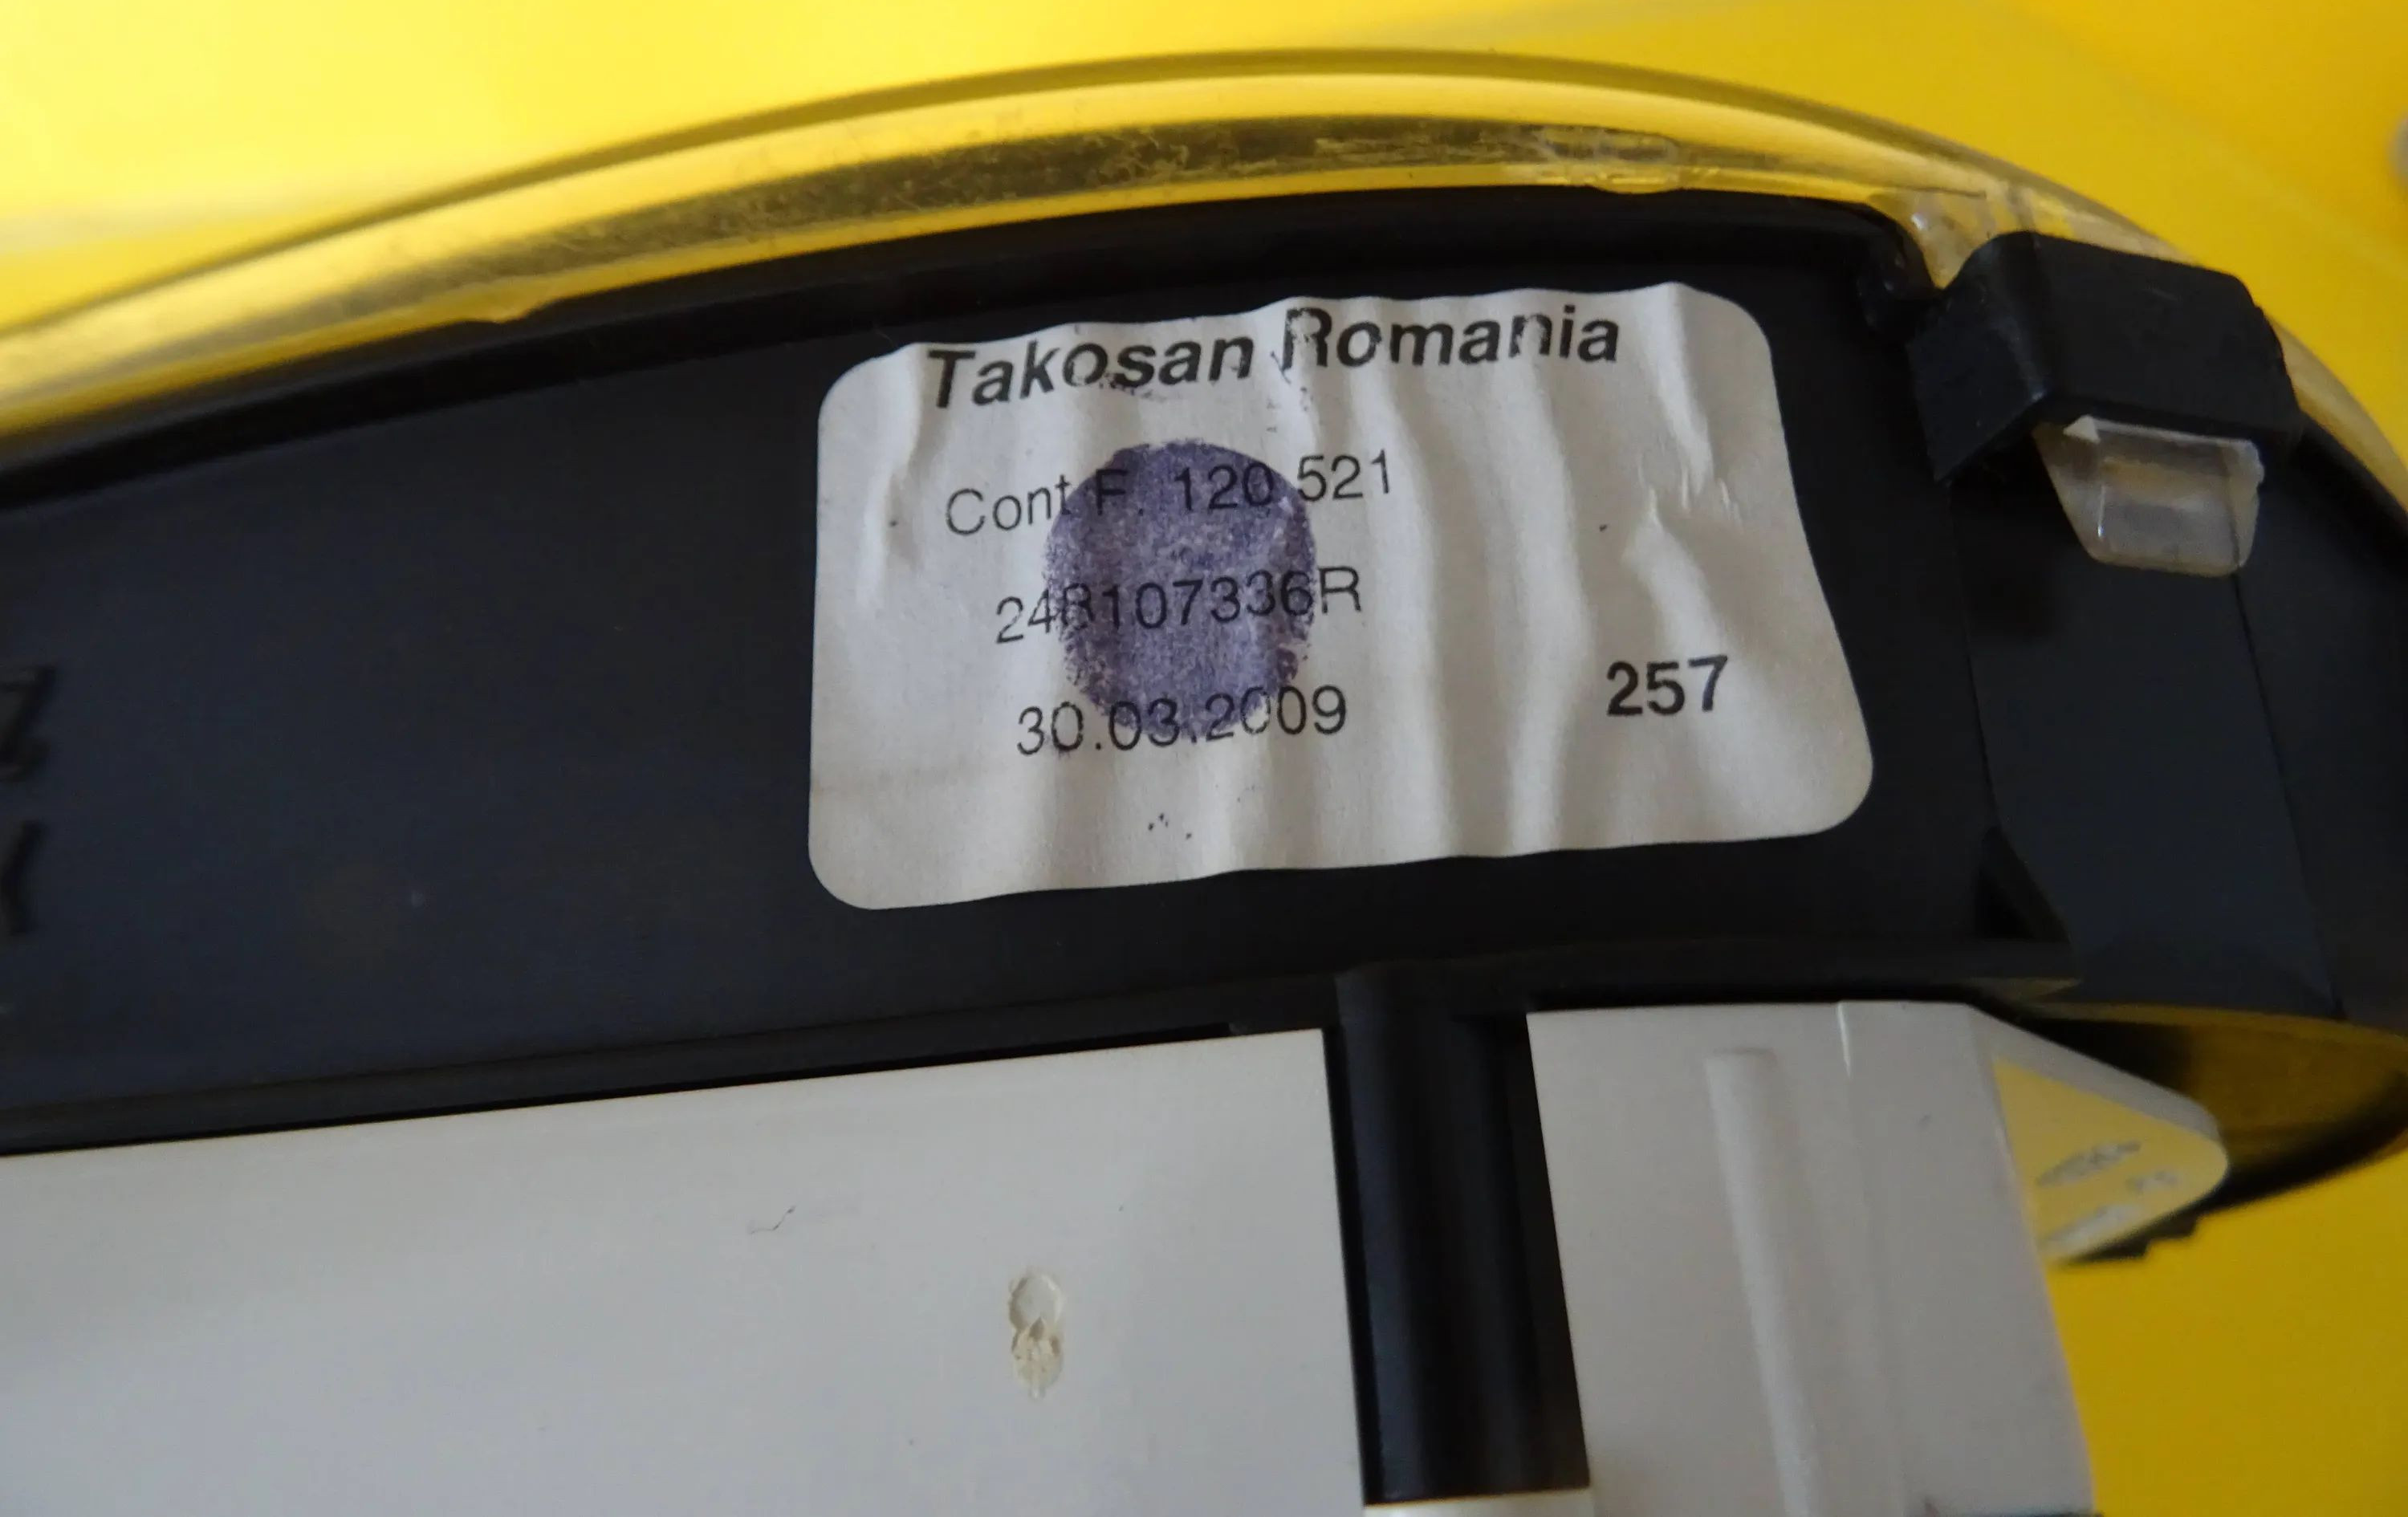 Takosan Romania
Cont F. 120.521
248107336R
30.03.2009
257